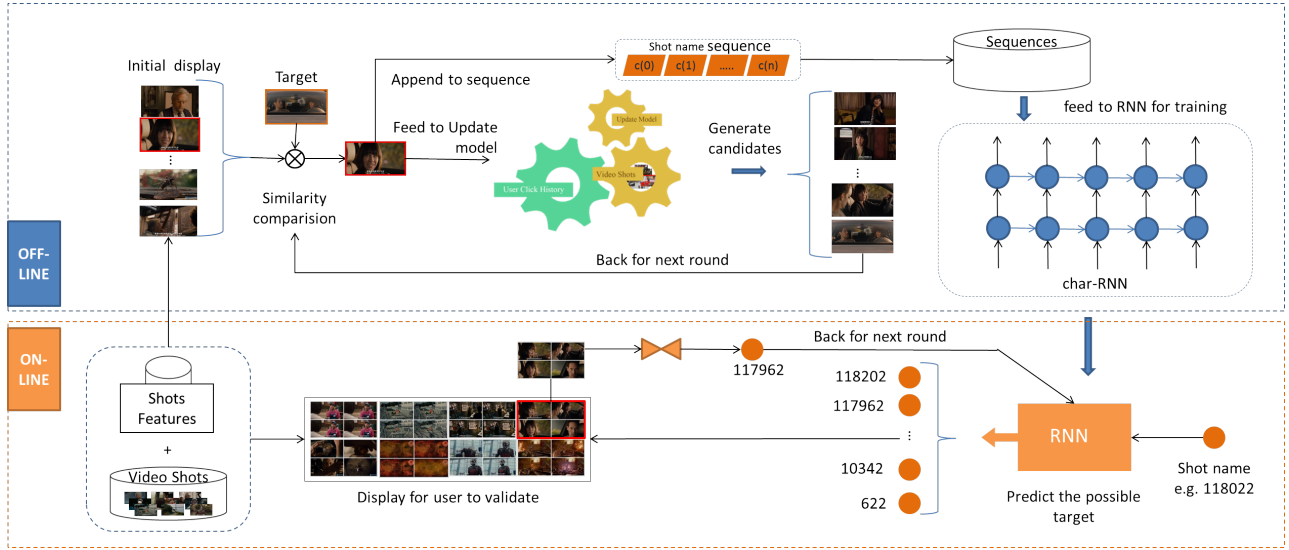 Initial display
Target
Append to sequence
Shot name sequence
c(0) c(1) ..... c(n)
Sequences
feed to RNN for training
Feed to Update
model
Update Model
User Click History
Video Shots
Generate
candidates
...
...
Similarity
comparision
Back for next round
char-RNN
OFF-
LINE
ON-
LINE
Shots
Features
+
Video Shots
Display for user to validate
117962
Back for next round
118202
117962
...
10342
622
RNN
Predict the possible
target
Shot name
e.g. 118022